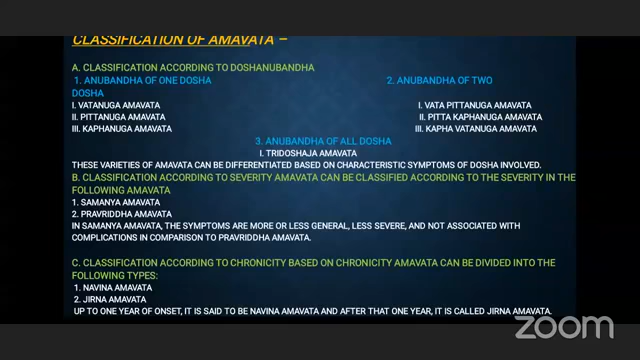 CLASSIFICATION OF AMAVATA –
A. CLASSIFICATION ACCORDING TO DOSHANUBANDHA
1. ANUBANDHA OF ONE DOSHA 2. ANUBANDHA OF TWO
DOSHA
I. VATANUGA AMAVATA I. VATA PITTANUGA AMAVATA
II. PITTANUGA AMAVATA II. PITTA KAPHANUGA AMAVATA
III. KAPHANUGA AMAVATA III. KAPHA VATANUGA AMAVATA
3. ANUBANDHA OF ALL DOSHA
I. TRIDOSHAJA AMAVATA
THESE VARIETIES OF AMAVATA CAN BE DIFFERENTIATED BASED ON CHARACTERISTIC SYMPTOMS OF DOSHA INVOLVED.
B. CLASSIFICATION ACCORDING TO SEVERITY AMAVATA CAN BE CLASSIFIED ACCORDING TO THE SEVERITY IN THE
FOLLOWING AMAVATA
1. SAMANYA AMAVATA
2. PRAVRIDDHA AMAVATA
IN SAMANYA AMAVATA, THE SYMPTOMS ARE MORE OR LESS GENERAL, LESS SEVERE, AND NOT ASSOCIATED WITH
COMPLICATIONS IN COMPARISON TO PRAVRIDDHA AMAVATA.
C. CLASSIFICATION ACCORDING TO CHRONICITY BASED ON CHRONICITY AMAVATA CAN BE DIVIDED INTO THE
FOLLOWING TYPES:
1. NAVINA AMAVATA
2. JIRNA AMAVATA
UP TO ONE YEAR OF ONSET, IT IS SAID TO BE NAVINA AMAVATA AND AFTER THAT ONE YEAR, IT IS CALLED JIRNA AMAVATA.
zoom